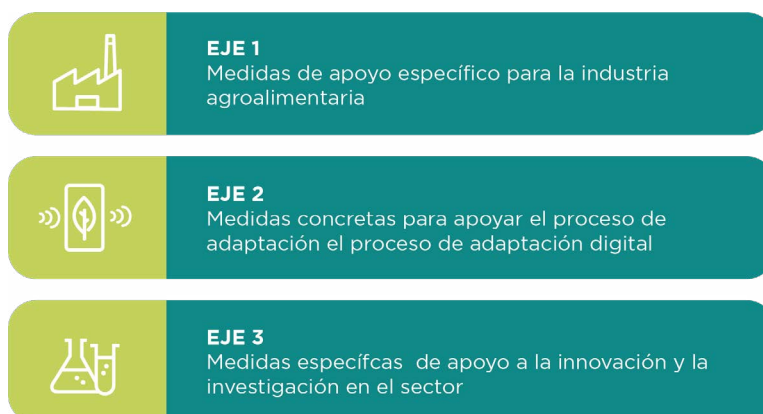 EJE 1
Medidas de apoyo específico para la industria
agroalimentaria
EJE 2
Medidas concretas para apoyar el proceso de
adaptación el proceso de adaptación digital
EJE 3
Medidas específcas  de apoyo a la innovación y la
investigación en el sector